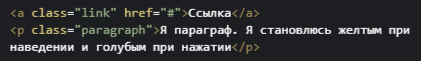 <a class="link" href="#">Ссылка</a>
<p class="paragraph">Я параграф. Я становлюсь желтым при
наведении и голубым при нажатии</p>